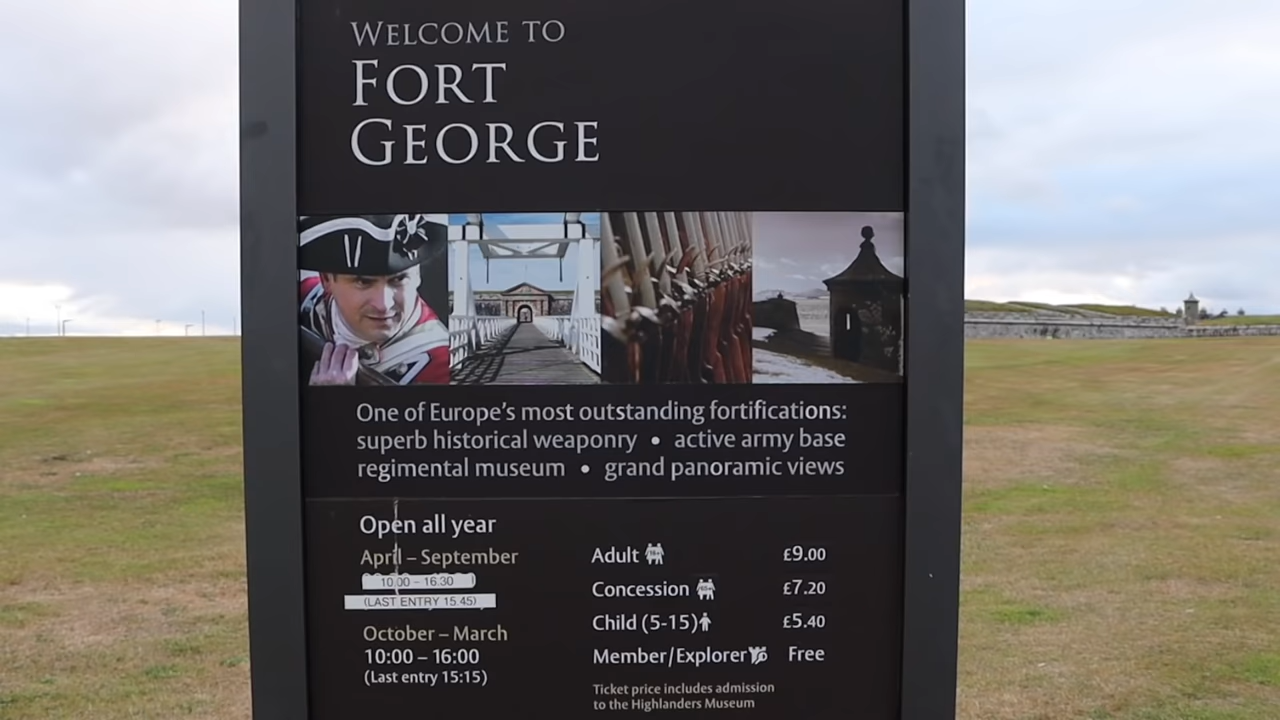 WELCOME TO
FORT
GEORGE
One of Europe's most outstanding fortifications:
superb historical weaponry • active army base
regimental museum • grand panoramic views
Open all year
April – September
10.00 – 16.30
(LAST ENTRY 15.45)
October – March
10:00 – 16:00
(Last entry 15:15)
Adult £9.00
Concession £7.20
Child (5-15) £5.40
Member/Explorer Free
Ticket price includes admission
to the Highlanders Museum